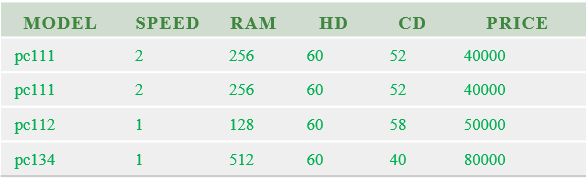 MODEL SPEED RAM HD CD PRICE
pc111 2 256 60 52 40000
pc111 2 256 60 52 40000
pc112 1 128 60 58 50000
pc134 1 512 60 40 80000